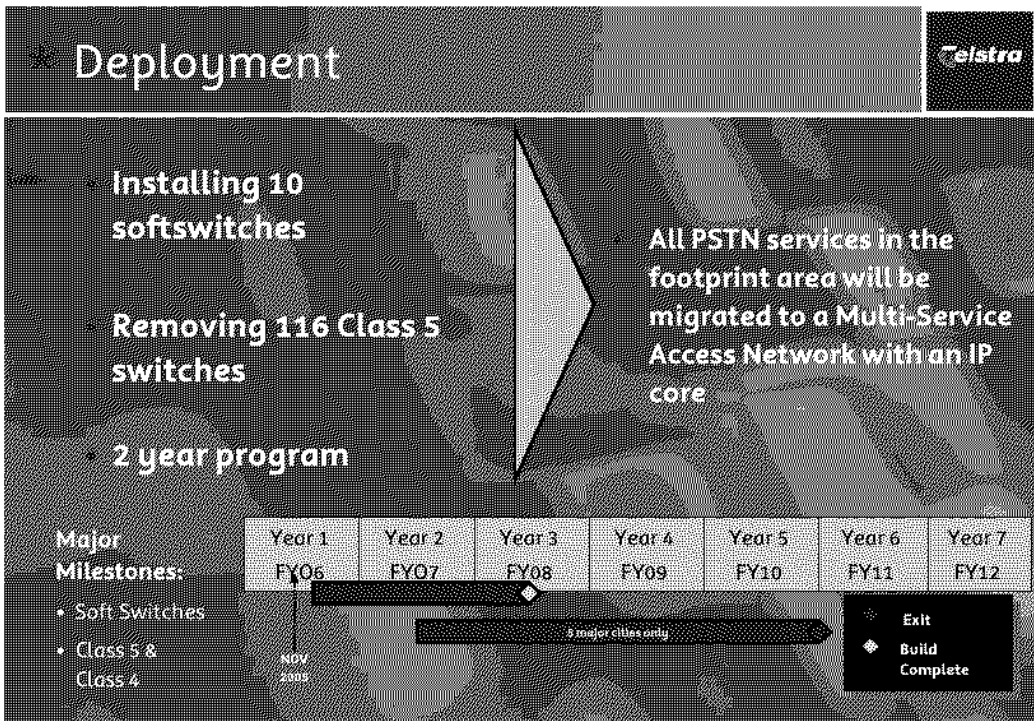 Deployment
Telstra
Installing 10
softswitches
Removing 116 Class 5
switches
2 year program
All PSTN services in the
footprint area will be
migrated to a Multi-Service
Access Network with an IP
core
Major
Milestones:
• Soft Switches
• Class 5 &
Class 4
Year 1 Year 2 Year 3 Year 4 Year 5 Year 6 Year 7
FY06 FY07 FY08 FY09 FY10 FY11 FY12
5 major cities only
NOV
2005
Exit
Build
Complete